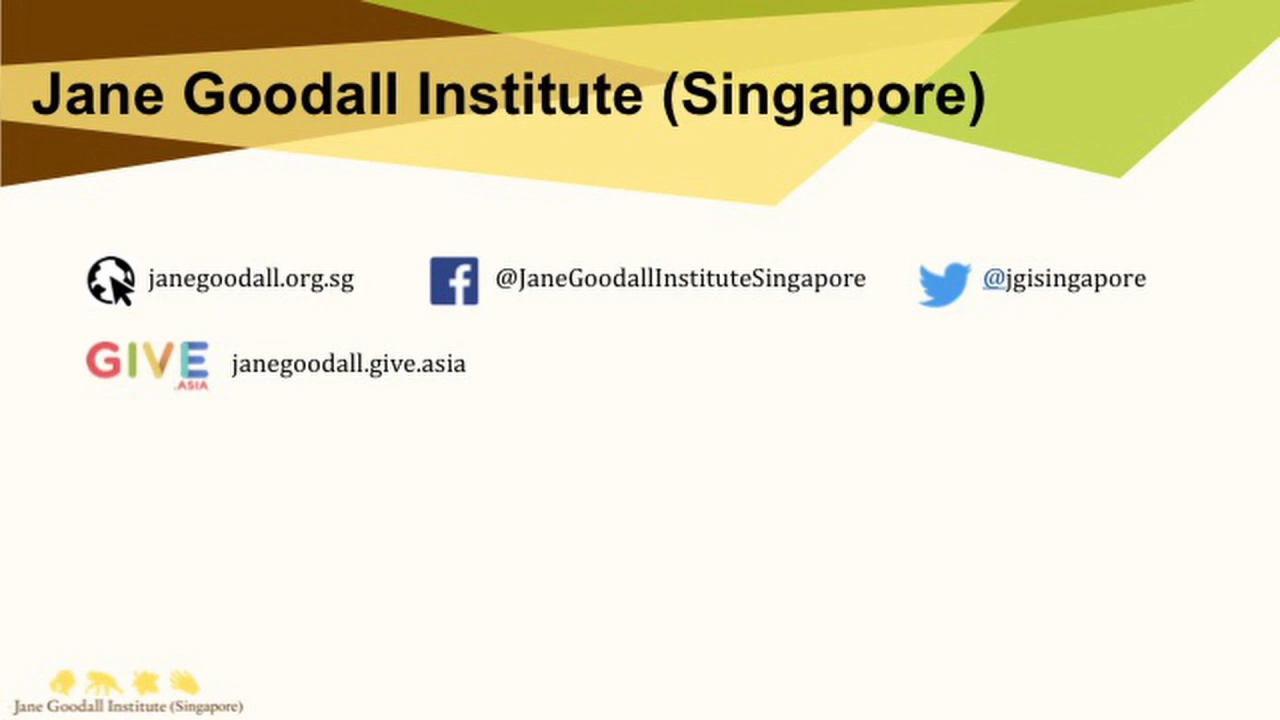 Jane Goodall Institute (Singapore)
janegoodall.org.sg
@JaneGoodallInstituteSingapore
@jgisingapore
GIVE
.ASIA
janegoodall.give.asia
Jane Goodall Institute (Singapore)